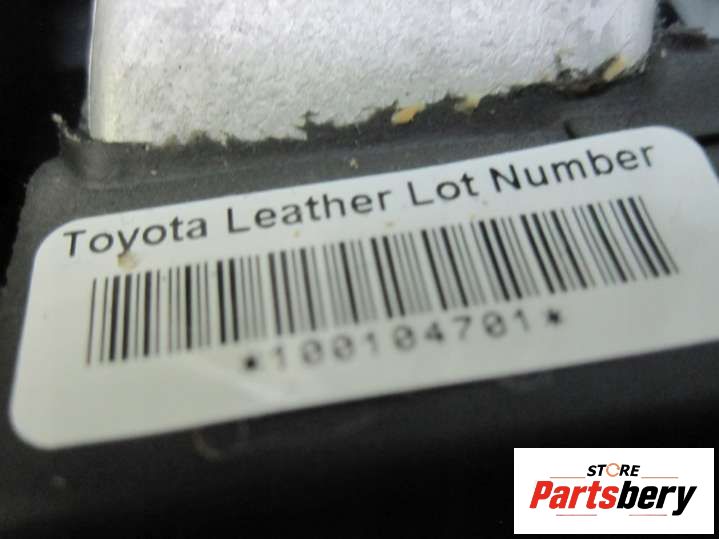 Toyota Leather Lot Number
*100104701*
STORE
Partsbery